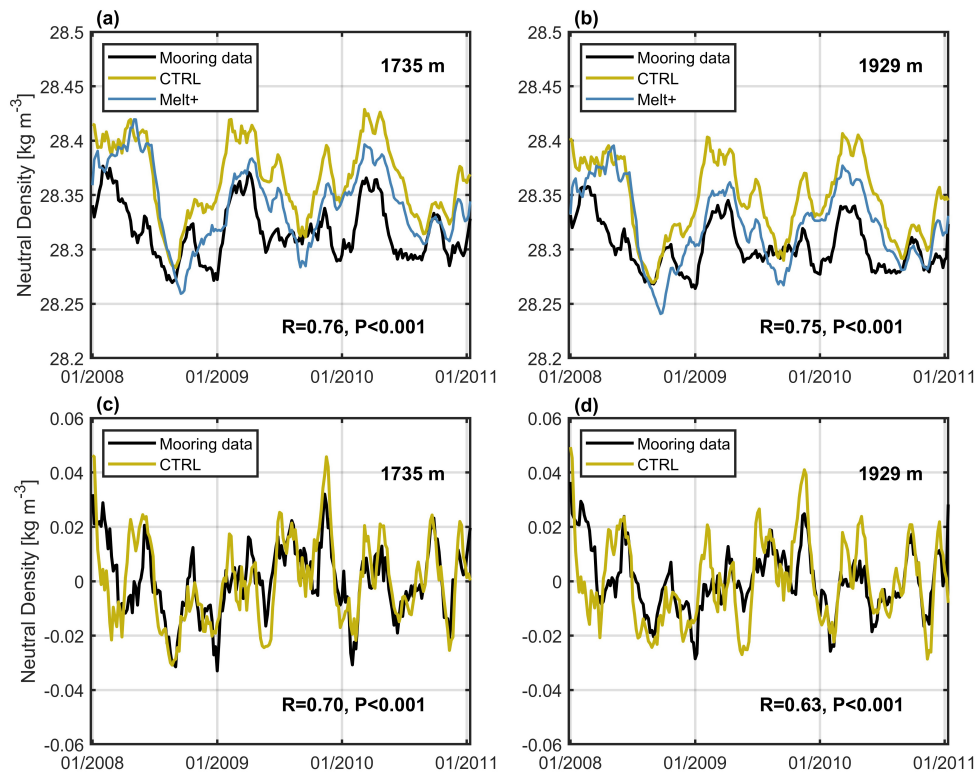 (a)
28.5
28.45
28.4
28.35
28.3
28.25
28.2
Neutral Density [kg m-3]
Mooring data
CTRL
Melt+
1735 m
R=0.76, P<0.001
01/2008 01/2009 01/2010 01/2011
(b)
28.5
28.45
28.4
28.35
28.3
28.25
28.2
Mooring data
CTRL
Melt+
1929 m
R=0.75, P<0.001
01/2008 01/2009 01/2010 01/2011
(c)
0.06
0.04
0.02
0
-0.02
-0.04
-0.06
Neutral Density [kg m-3]
Mooring data
CTRL
1735 m
R=0.70, P<0.001
01/2008 01/2009 01/2010 01/2011
(d)
0.06
0.04
0.02
0
-0.02
-0.04
-0.06
Mooring data
CTRL
1929 m
R=0.63, P<0.001
01/2008 01/2009 01/2010 01/2011